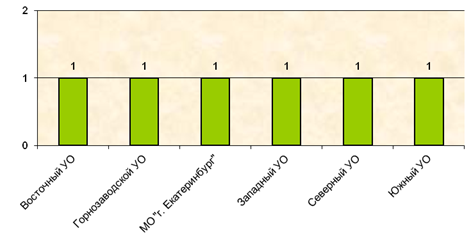 2
1
0
1 1 1 1 1 1
Восточный УО
Горнозаводской УО
МО "г. Екатеринбург"
Западный УО
Северный УО
Южный УО